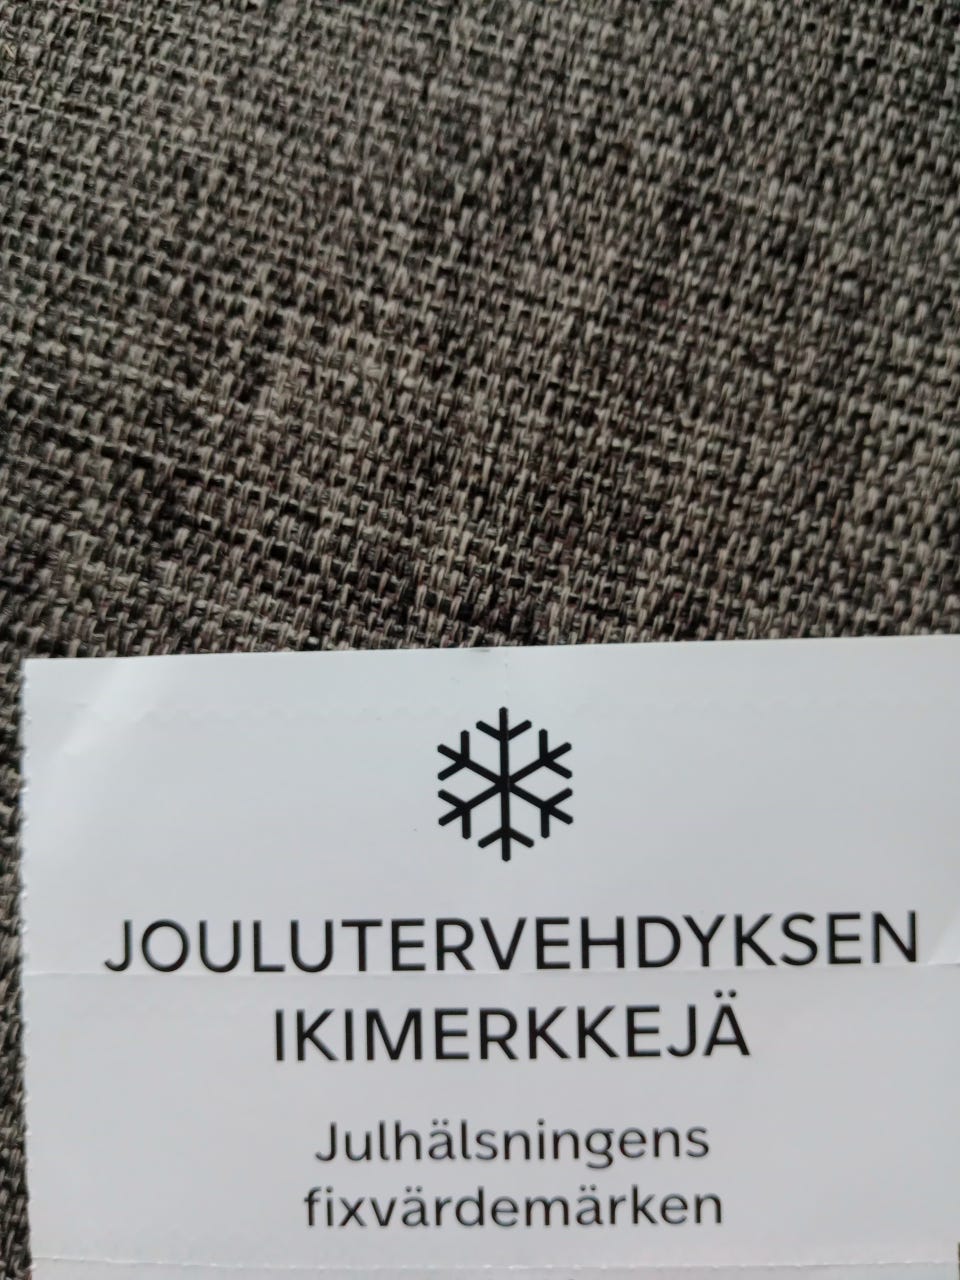 JOULUTERVEHDYKSEN
IKIMERKKEJÄ
Julhälsningens
fixvärdemärken